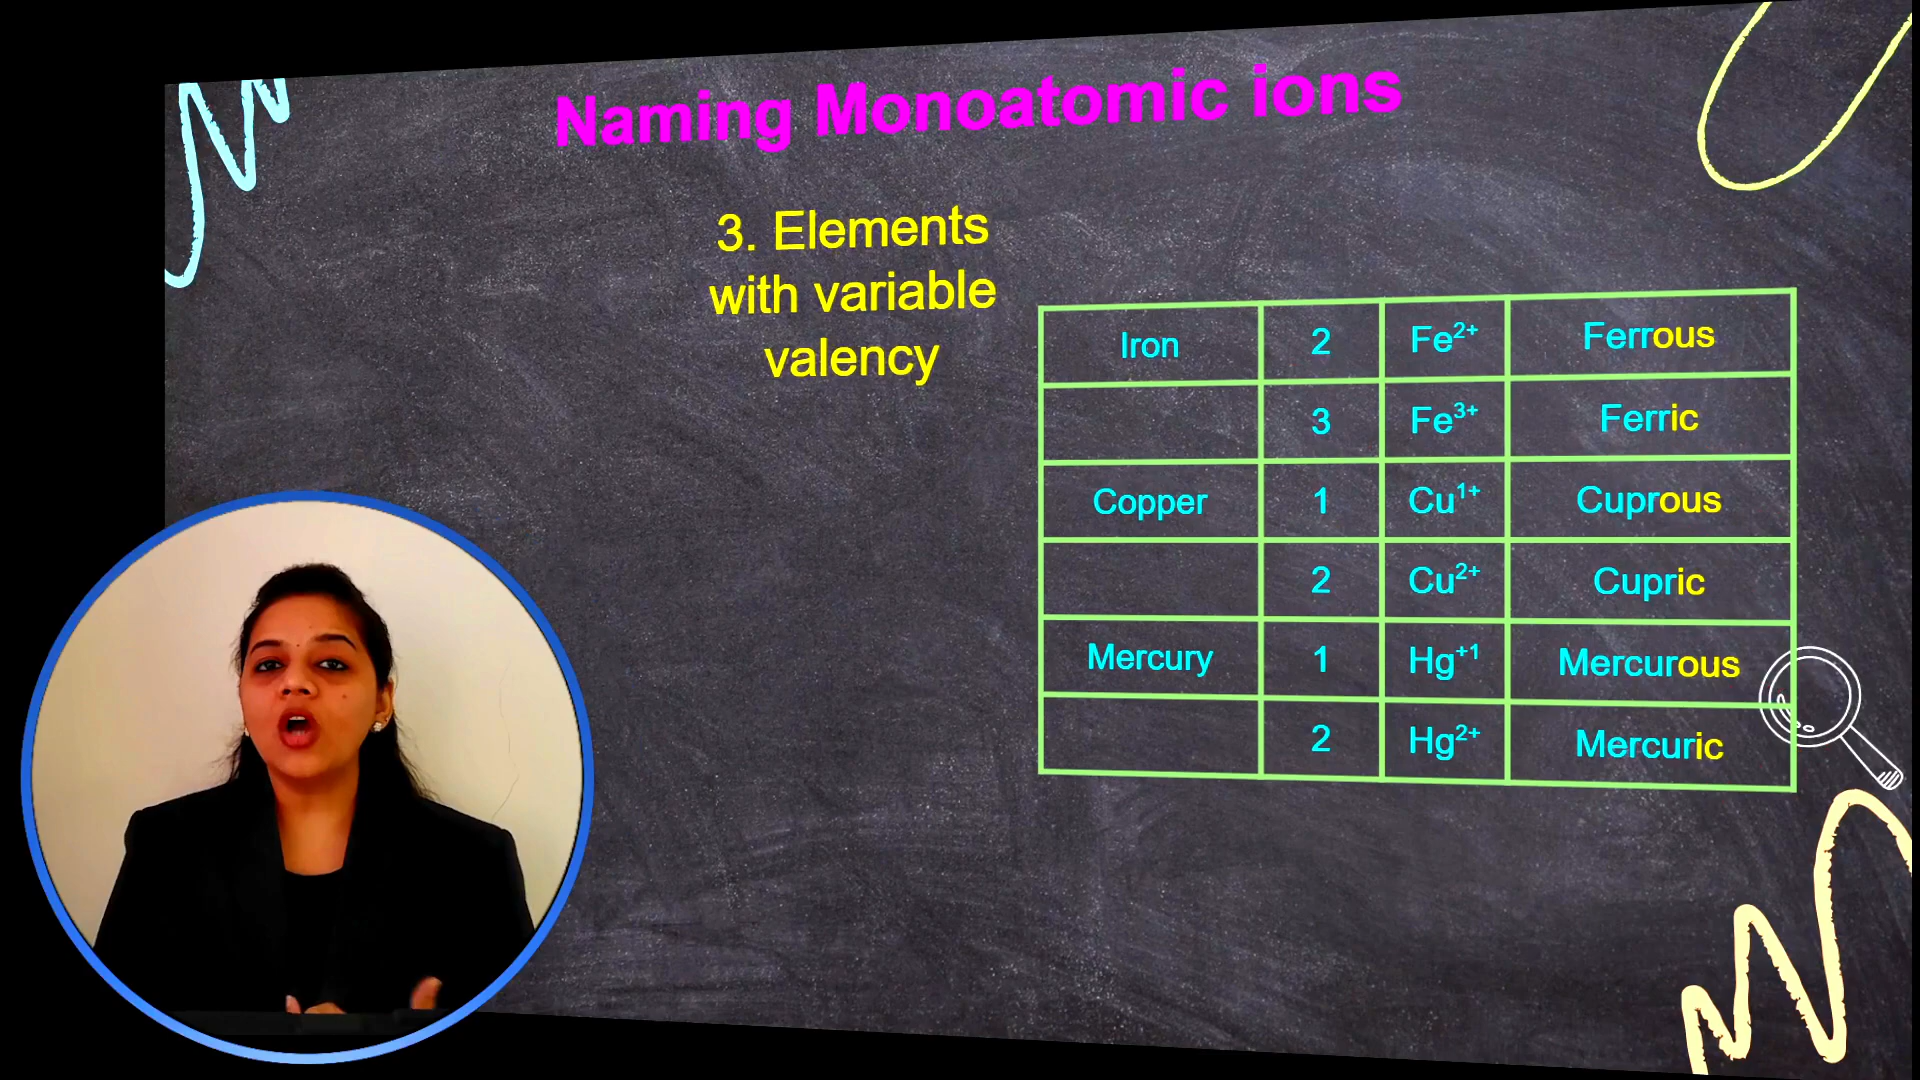 Naming Monoatomic ions
3. Elements
with variable
valency
Iron 2 Fe²⁺ Ferrous
3 Fe³⁺ Ferric
Copper 1 Cu¹⁺ Cuprous
2 Cu²⁺ Cupric
Mercury 1 Hg⁺¹ Mercurous
2 Hg²⁺ Mercuric